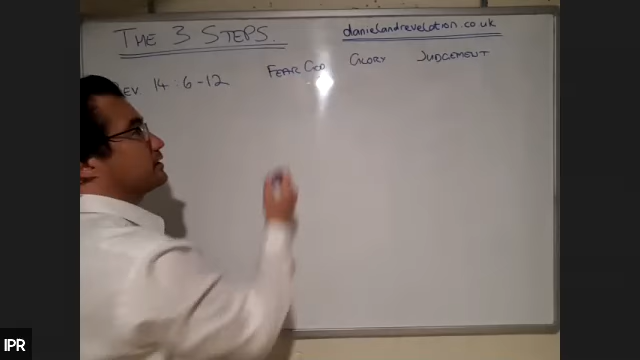 THE 3 STEPS.
danielandrevelation.co.uk
FEAR GOD GLORY JUDGEMENT
REV. 14:6-12
IPR